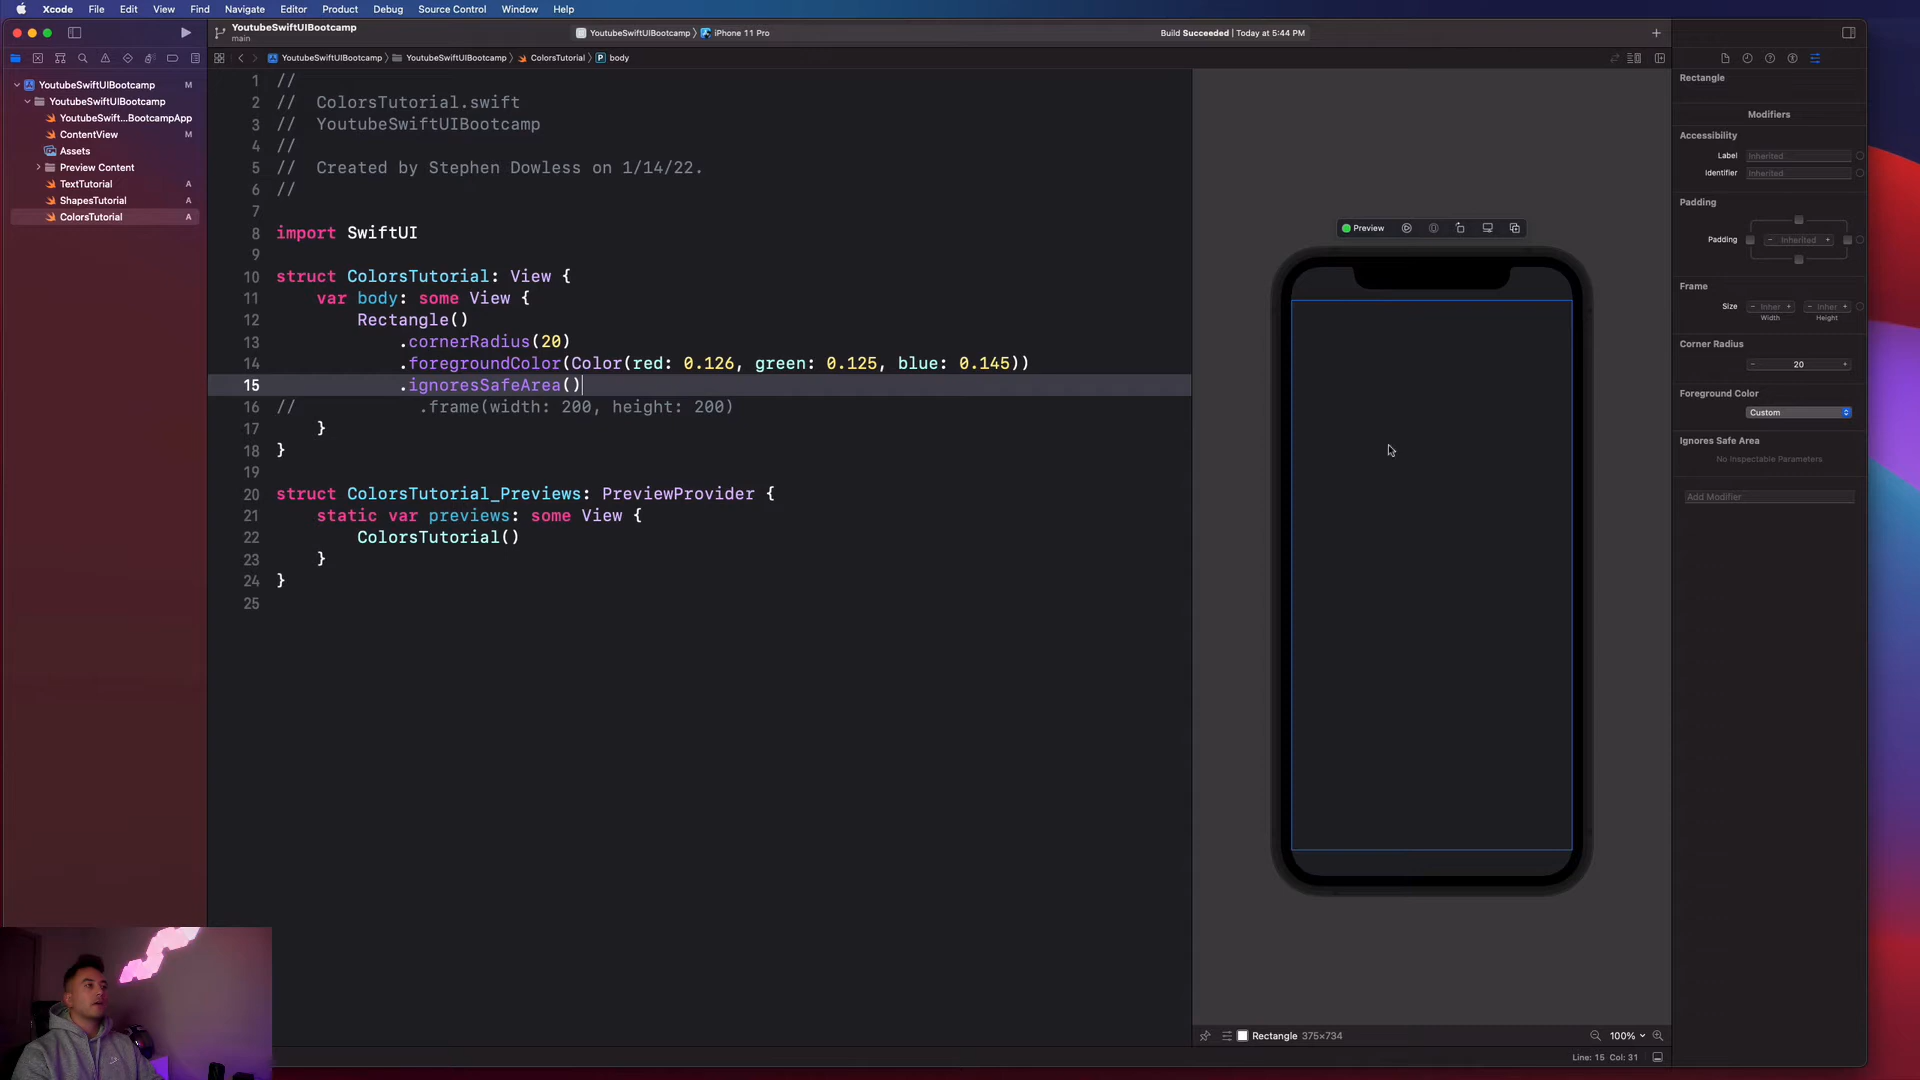 Xcode File Edit View Find Navigate Editor Product Debug Source Control Window Help
YoutubeSwiftUIBootcamp
main
YoutubeSwiftUIBootcamp iPhone 11 Pro
Build Succeeded | Today at 5:44 PM
YoutubeSwiftUIBootcamp YoutubeSwiftUIBootcamp ColorsTutorial body
YoutubeSwiftUIBootcamp M
YoutubeSwiftUIBootcamp
YoutubeSwift...BootcampApp
ContentView M
Assets
Preview Content
TextTutorial A
ShapesTutorial A
ColorsTutorial A
1 //
2 // ColorsTutorial.swift
3 // YoutubeSwiftUIBootcamp
4 //
5 // Created by Stephen Dowless on 1/14/22.
6 //
7
8 import SwiftUI
9
10 struct ColorsTutorial: View {
11 var body: some View {
12 Rectangle()
13 .cornerRadius(20)
14 .foregroundColor(Color(red: 0.126, green: 0.125, blue: 0.145))
15 .ignoresSafeArea()
16 // .frame(width: 200, height: 200)
17 }
18 }
19
20 struct ColorsTutorial_Previews: PreviewProvider {
21 static var previews: some View {
22 ColorsTutorial()
23 }
24 }
25
Preview
Rectangle 375×734
100%
Line: 15 Col: 31
Rectangle
Modifiers
Accessibility
Label Inherited
Identifier Inherited
Padding
Padding − Inherited +
Frame
Size − Inher + − Inher +
Width Height
Corner Radius
− 20 +
Foreground Color
Custom
Ignores Safe Area
No Inspectable Parameters
Add Modifier